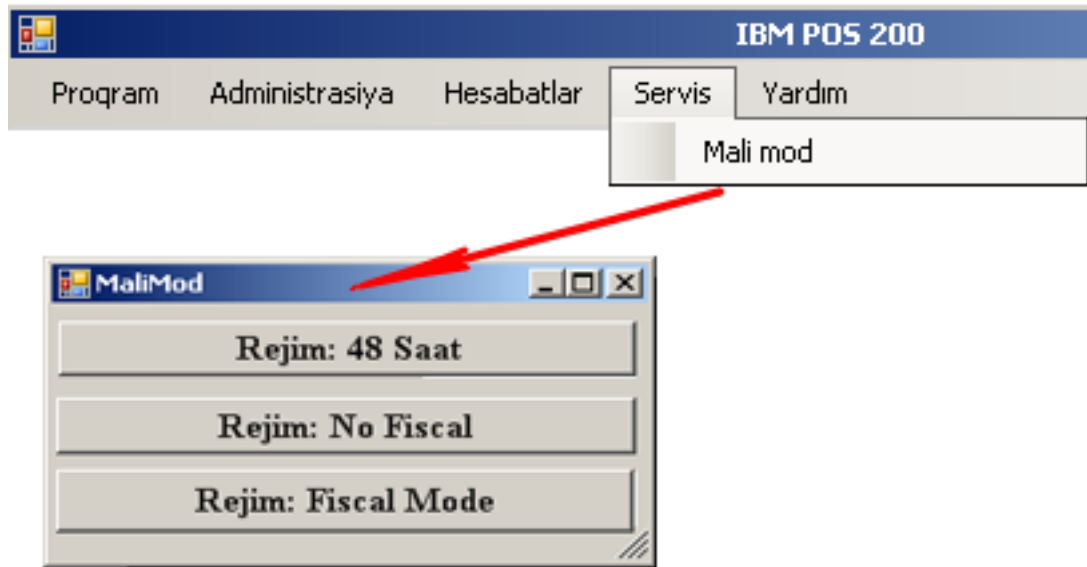 IBM POS 200
Proqram Administrasiya Hesabatlar Servis Yardım
Mali mod
MaliMod
Rejim: 48 Saat
Rejim: No Fiscal
Rejim: Fiscal Mode